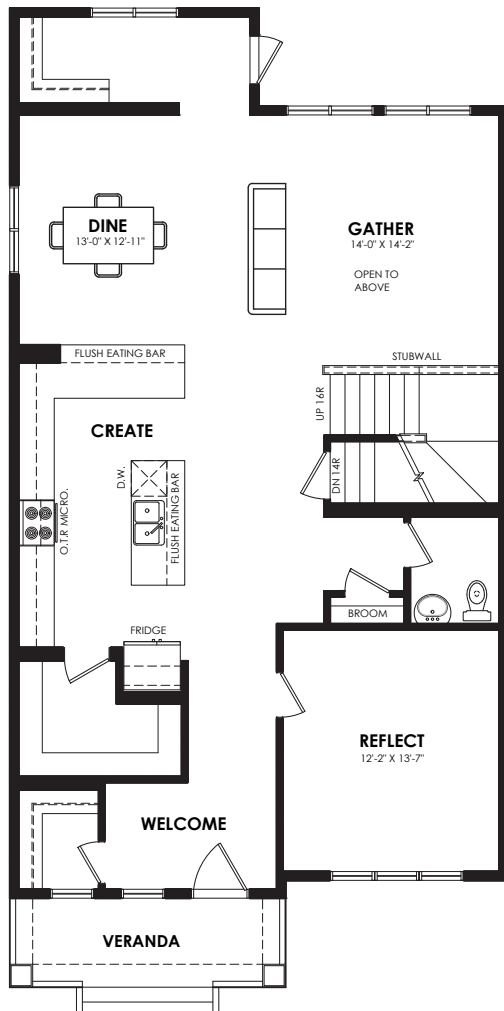 DINE
13'-0" X 12'-11"
GATHER
14'-0" X 14'-2"
OPEN TO
ABOVE
FLUSH EATING BAR
STUBWALL
UP 16R
CREATE
DN 14R
D.W.
FLUSH EATING BAR
O.T.R MICRO.
BROOM
FRIDGE
REFLECT
12'-2" X 13'-7"
WELCOME
VERANDA